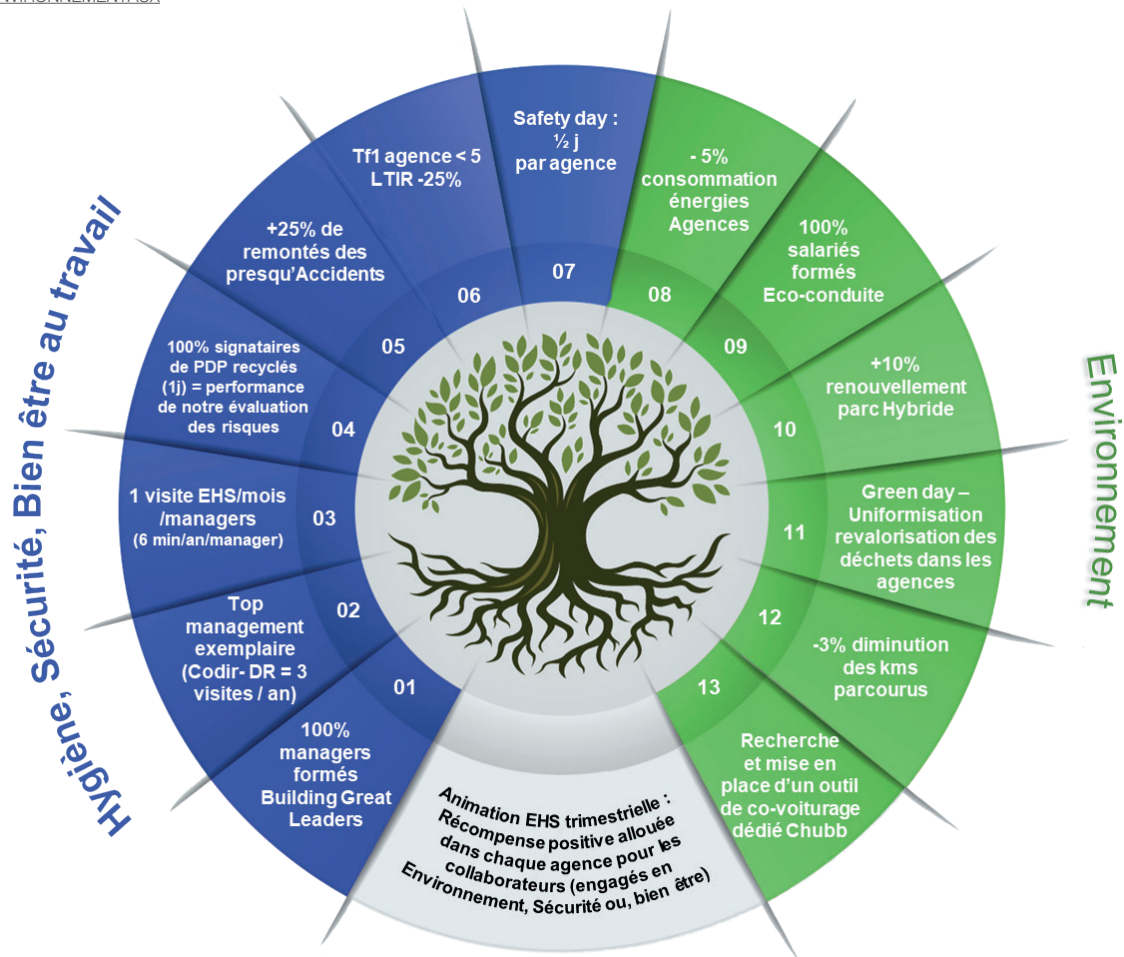 Hygiène, Sécurité, Bien être au travail
01
100%
managers
formés
Building Great
Leaders
02
Top
management
exemplaire
(Codir- DR = 3
visites / an)
03
1 visite EHS/mois
/managers
(6 min/an/manager)
04
100% signataires
de PDP recyclés
(1j) = performance
de notre évaluation
des risques
05
+25% de
remontés des
presqu'Accidents
06
Tf1 agence < 5
LTIR -25%
07
Safety day :
½ j
par agence
Environnement
08
- 5%
consommation
énergies
Agences
09
100%
salariés
formés
Eco-conduite
10
+10%
renouvellement
parc Hybride
11
Green day –
Uniformisation
revalorisation des
déchets dans les
agences
12
-3% diminution
des kms
parcourus
13
Recherche
et mise en
place d'un outil
de co-voiturage
dédié Chubb
Animation EHS trimestrielle :
Récompense positive allouée
dans chaque agence pour les
collaborateurs (engagés en
Environnement, Sécurité ou, bien être)